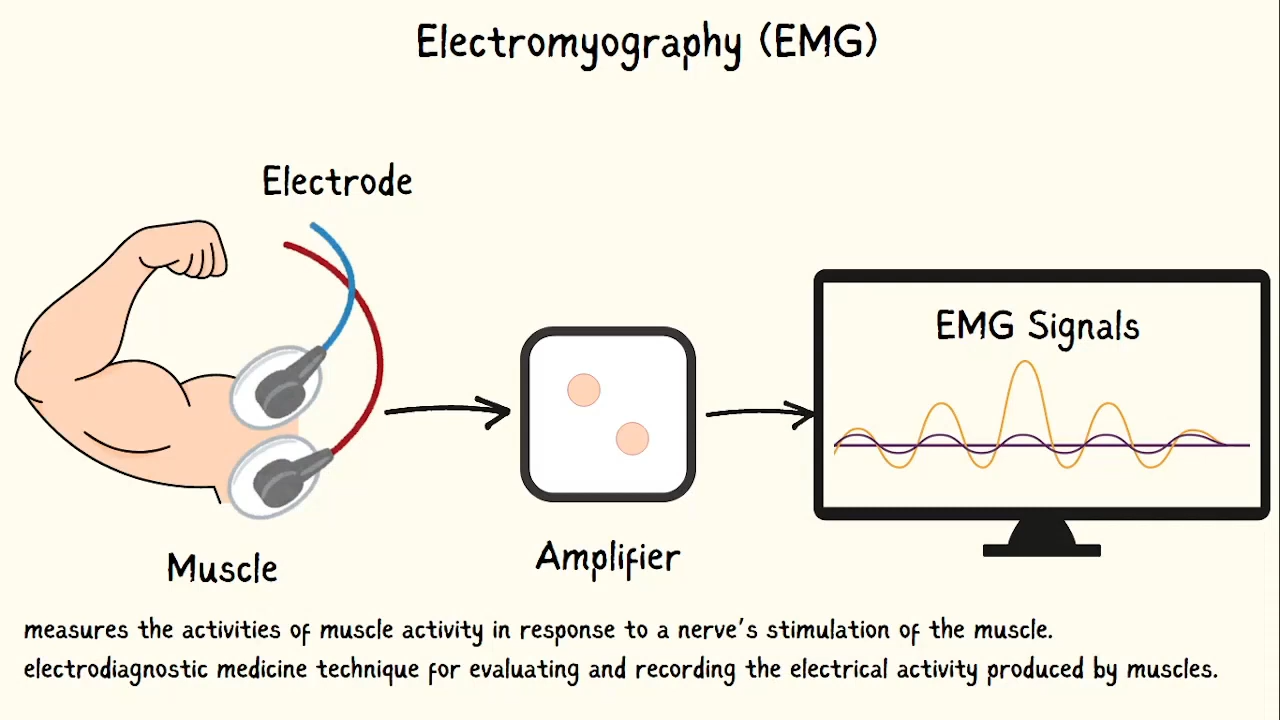 Electromyography (EMG)
Electrode
EMG Signals
Muscle
Amplifier
measures the activities of muscle activity in response to a nerve's stimulation of the muscle.
electrodiagnostic medicine technique for evaluating and recording the electrical activity produced by muscles.